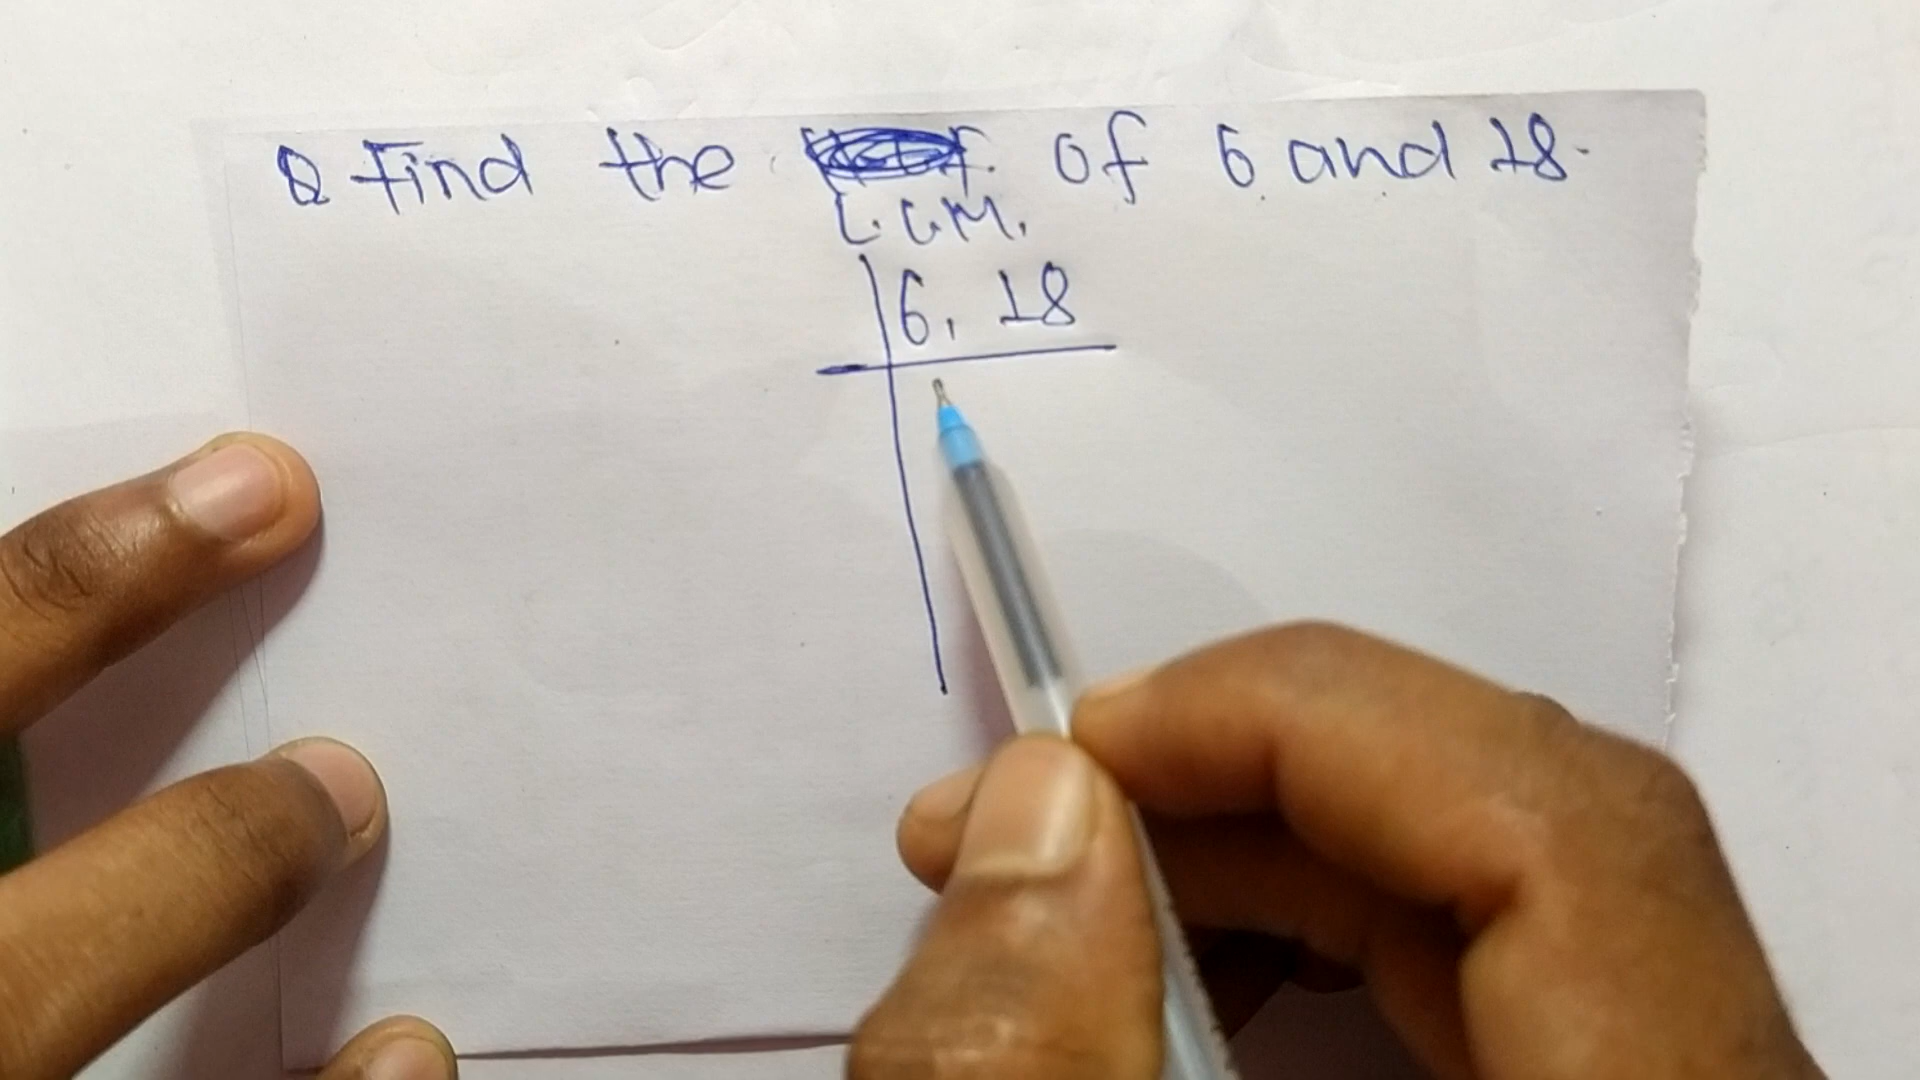 Q Find the of 6 and 18.
L.C.M.
6, 18